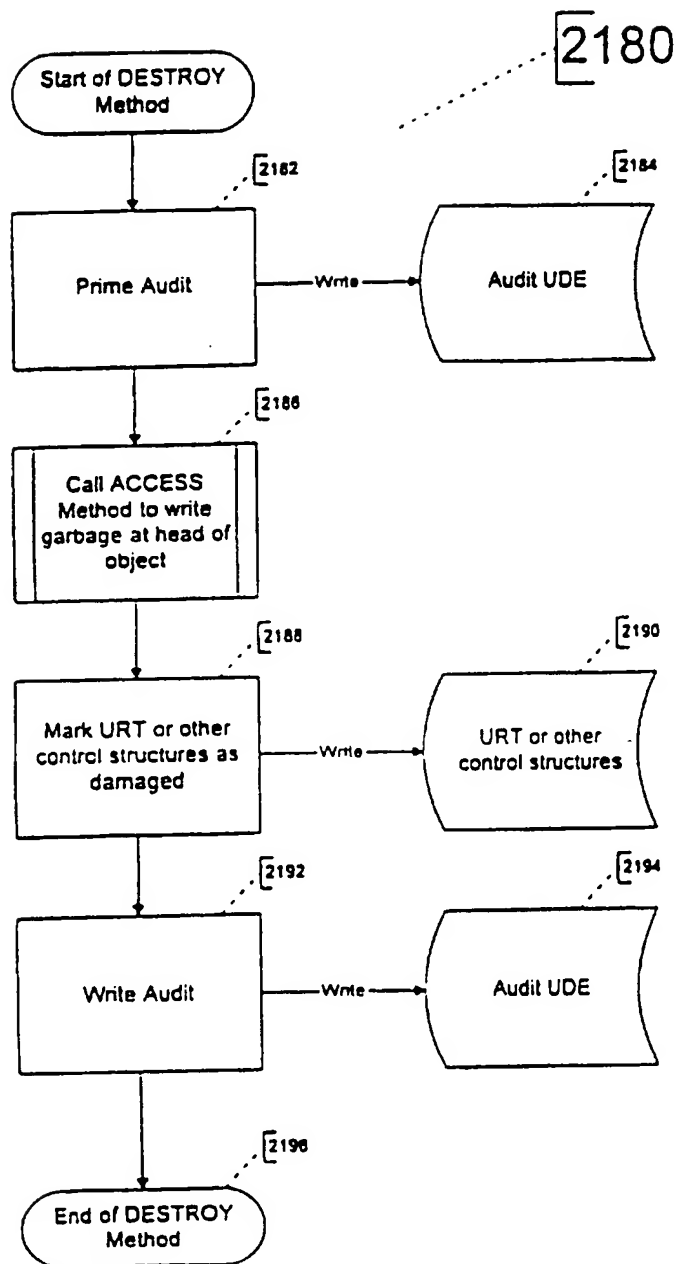 2180
Start of DESTROY
Method
2182
2184
Prime Audit
Write
Audit UDE
2186
Call ACCESS
Method to write
garbage at head of
object
2188
2190
Mark URT or other
control structures as
damaged
Write
URT or other
control structures
2192
2194
Write Audit
Write
Audit UDE
2196
End of DESTROY
Method